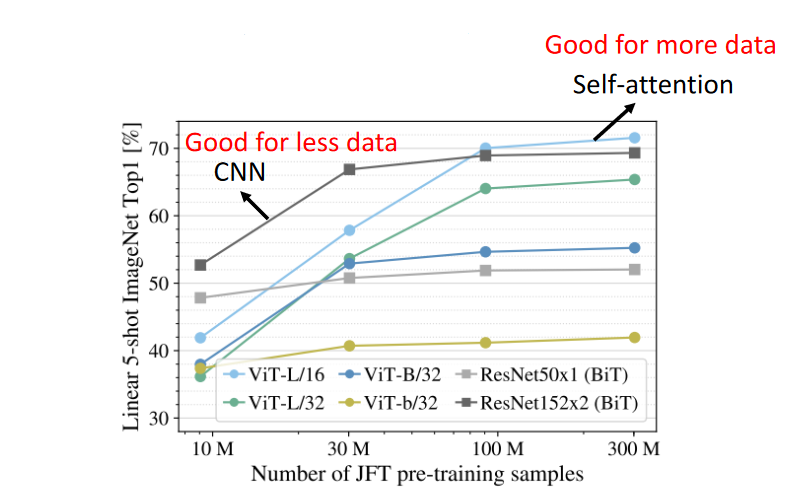 Good for more data
Self-attention
Good for less data
CNN
Linear 5-shot ImageNet Top1 [%]
70
60
50
40
30
ViT-L/16 ViT-B/32 ResNet50x1 (BiT)
ViT-L/32 ViT-b/32 ResNet152x2 (BiT)
10 M 30 M 100 M 300 M
Number of JFT pre-training samples